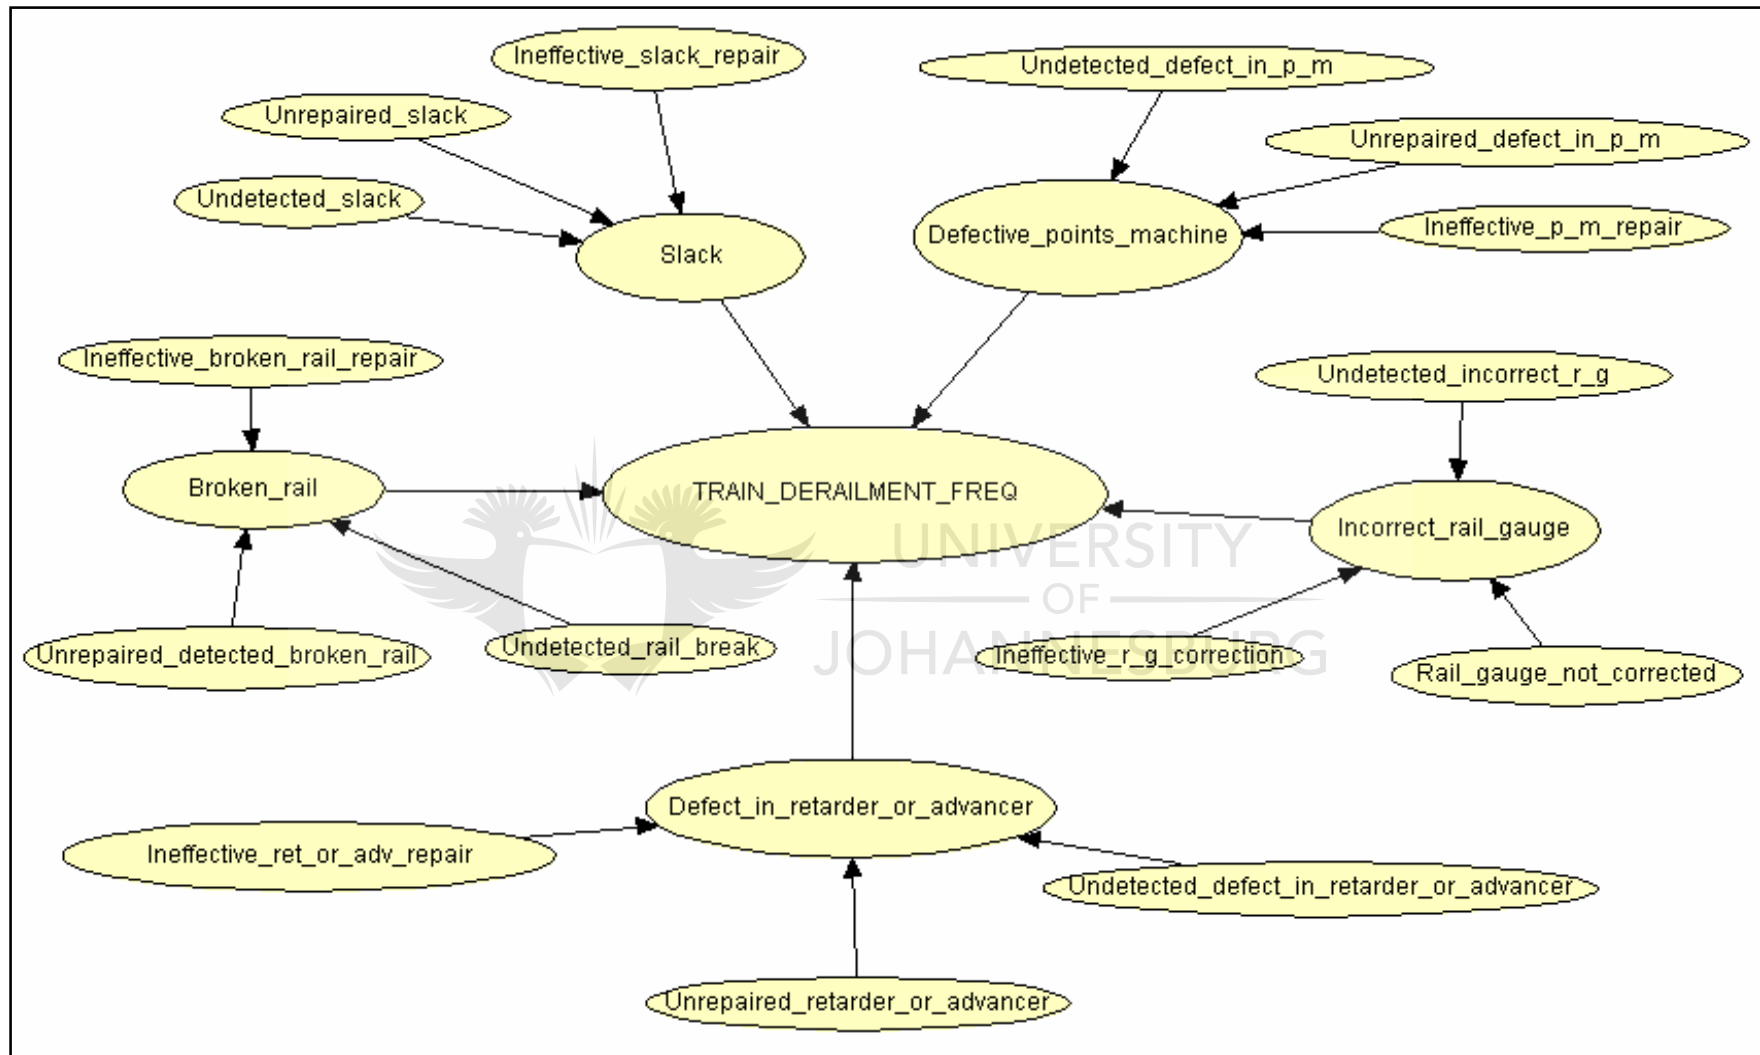 Ineffective_slack_repair
Undetected_defect_in_p_m
Unrepaired_slack
Unrepaired_defect_in_p_m
Undetected_slack
Ineffective_p_m_repair
Defective_points_machine
Slack
Ineffective_broken_rail_repair
Undetected_incorrect_r_g
Broken_rail
TRAIN_DERAILMENT_FREQ
Incorrect_rail_gauge
UNIVERSITY
OF
JOHANNESBURG
Unrepaired_detected_broken_rail
Undetected_rail_break
Ineffective_r_g_correction
Rail_gauge_not_corrected
Defect_in_retarder_or_advancer
Ineffective_ret_or_adv_repair
Undetected_defect_in_retarder_or_advancer
Unrepaired_retarder_or_advancer